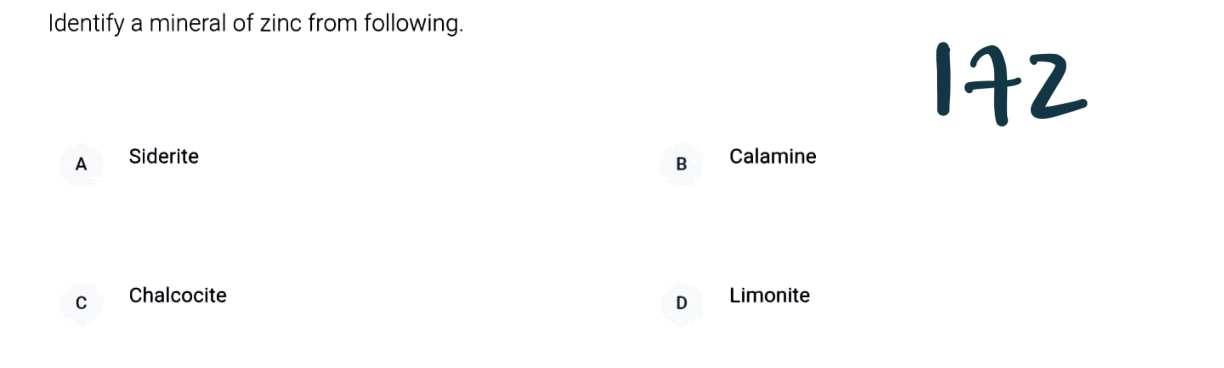 Identify a mineral of zinc from following.
172
A Siderite
B Calamine
C Chalcocite
D Limonite